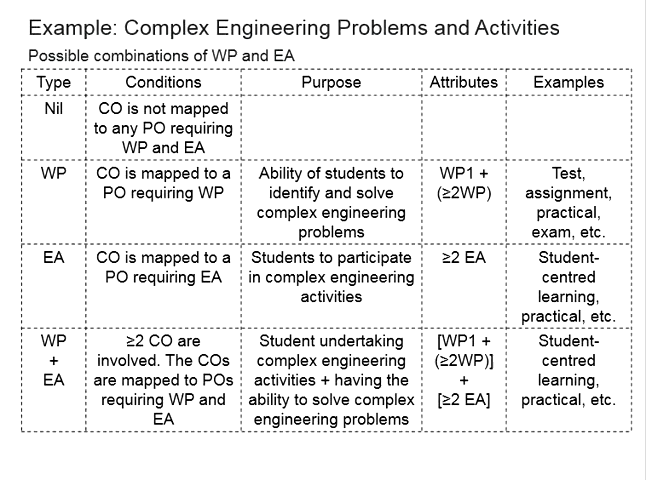 Example: Complex Engineering Problems and Activities
Possible combinations of WP and EA
Type Conditions Purpose Attributes Examples
Nil
CO is not mapped
to any PO requiring
WP and EA
WP
CO is mapped to a
PO requiring WP
Ability of students to
identify and solve
complex engineering
problems
WP1 +
(≥2WP)
Test,
assignment,
practical,
exam, etc.
EA
CO is mapped to a
PO requiring EA
Students to participate
in complex engineering
activities
≥2 EA
Student-
centred
learning,
practical, etc.
WP
+
EA
≥2 CO are
involved. The COs
are mapped to POs
requiring WP and
EA
Student undertaking
complex engineering
activities + having the
ability to solve complex
engineering problems
[WP1 +
(≥2WP)]
+
[≥2 EA]
Student-
centred
learning,
practical, etc.